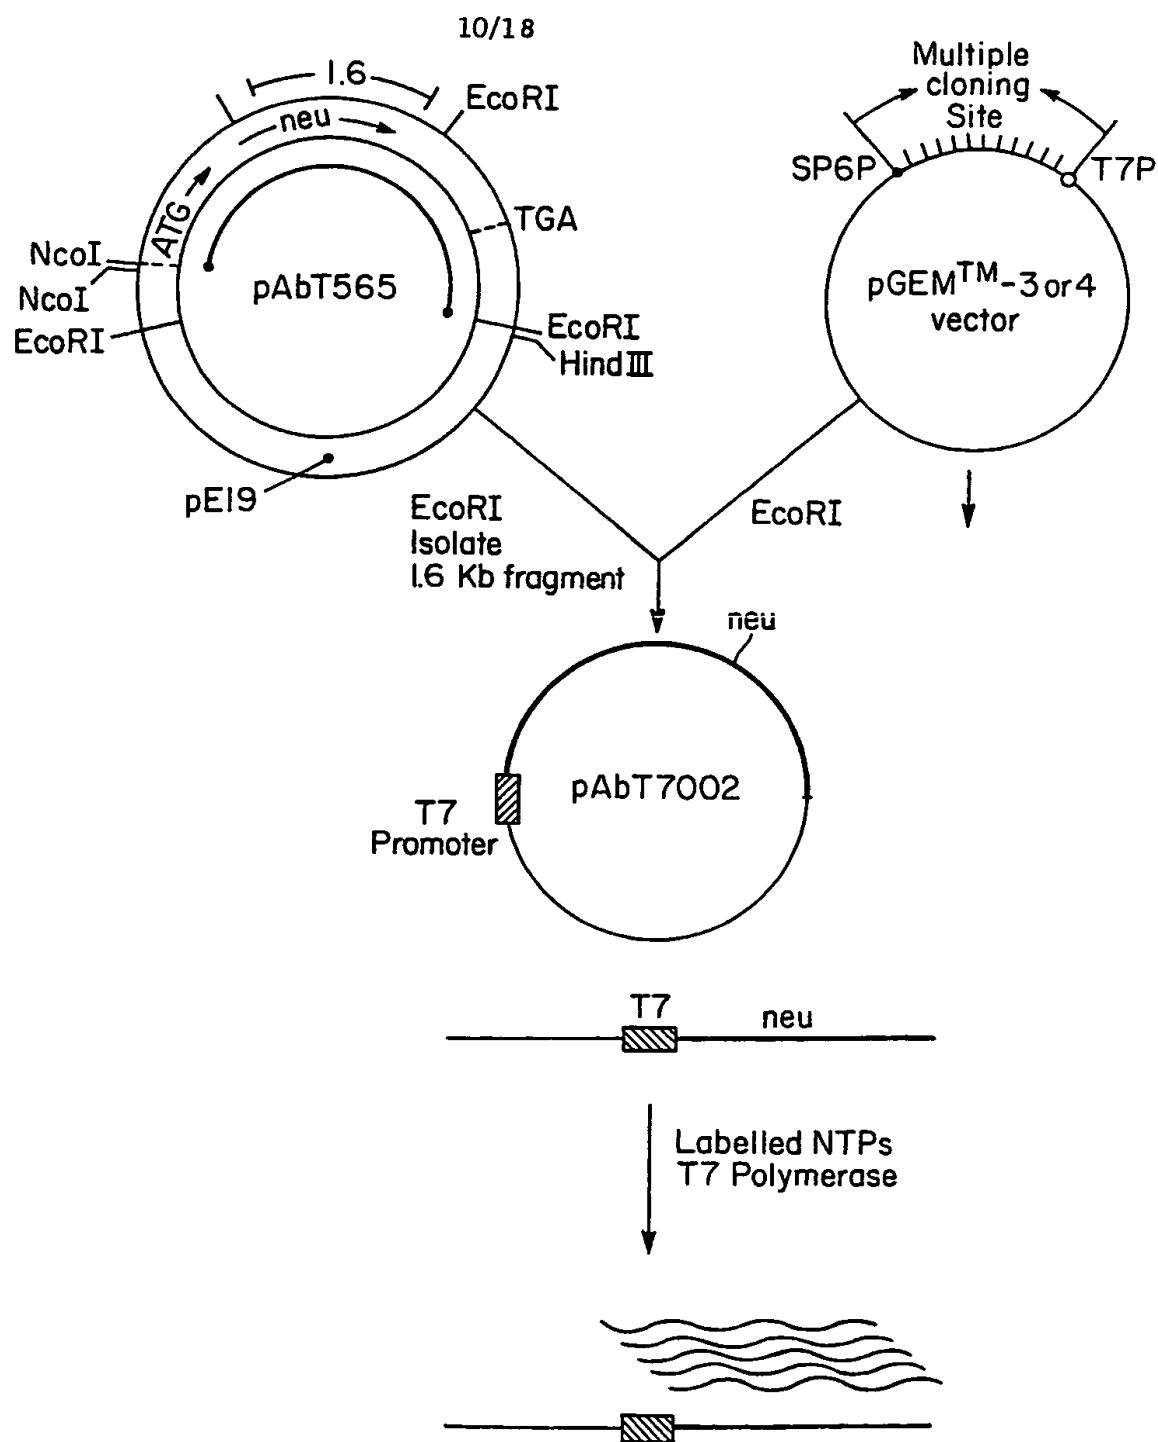 10/18
1.6
EcoRI
neu
ATG
TGA
NcoI
NcoI
EcoRI
pAbT565
EcoRI
Hind III
pE19
Multiple
cloning
Site
SP6P
T7P
pGEM™-3 or 4
vector
EcoRI
Isolate
1.6 Kb fragment
EcoRI
neu
pAbT7002
T7
Promoter
T7
neu
Labelled NTPs
T7 Polymerase